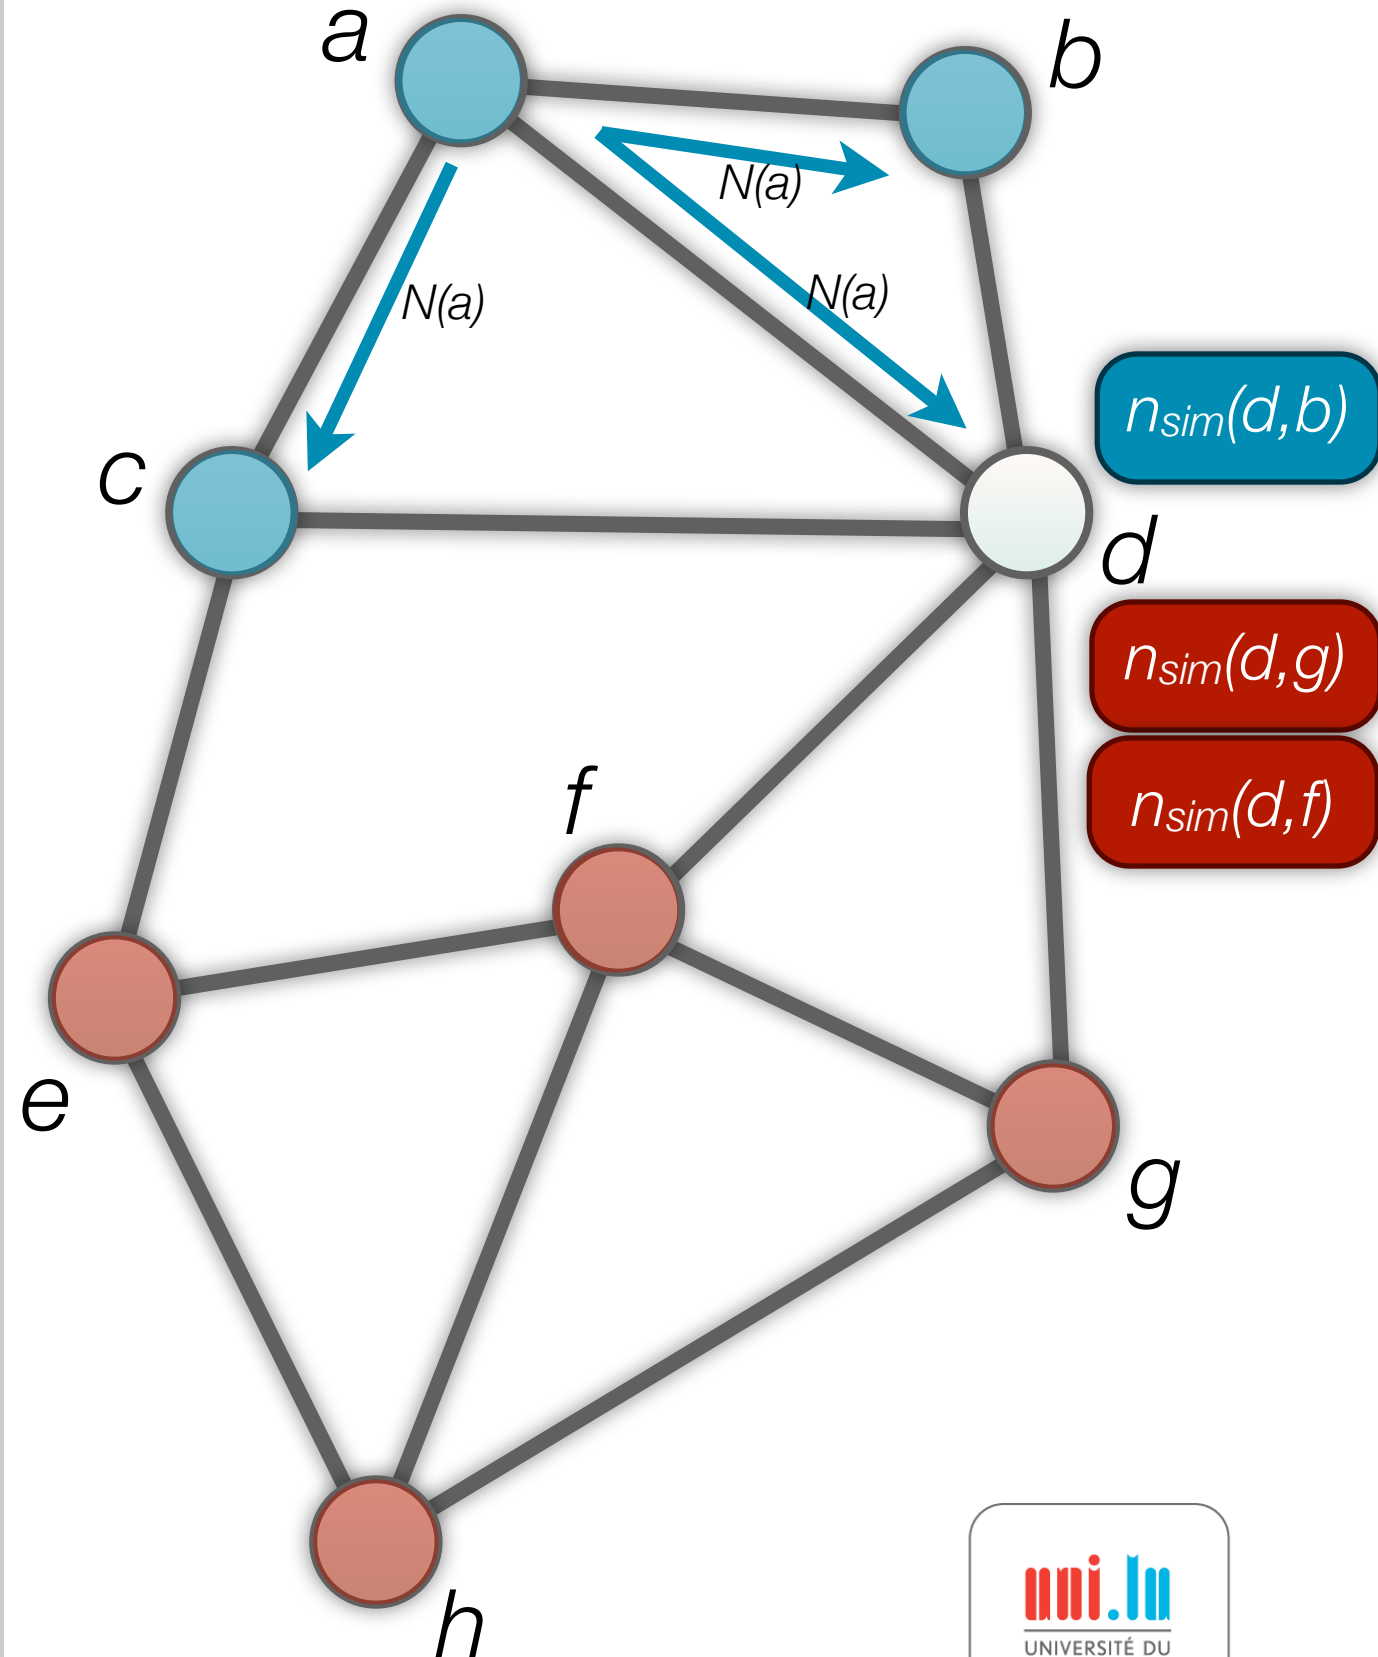 a
b
N(a)
N(a)
N(a)
nsim(d,b)
c
d
nsim(d,g)
nsim(d,f)
f
e
g
h
uni.lu
UNIVERSITÉ DU